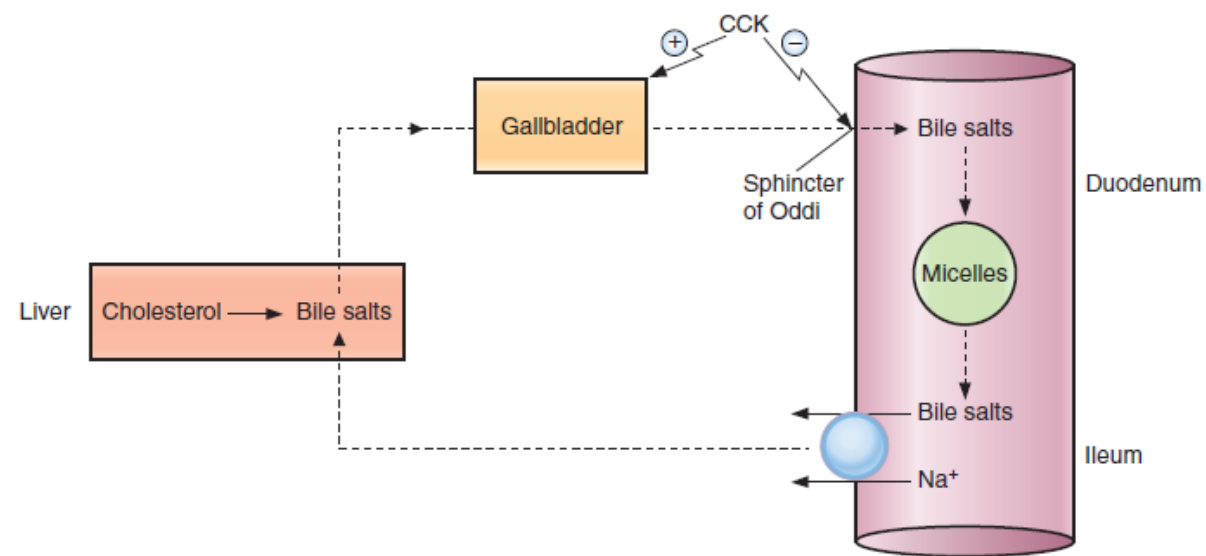 CCK
+
−
Gallbladder
Bile salts
Sphincter
of Oddi
Duodenum
Micelles
Liver
Cholesterol
Bile salts
Bile salts
Ileum
Na⁺